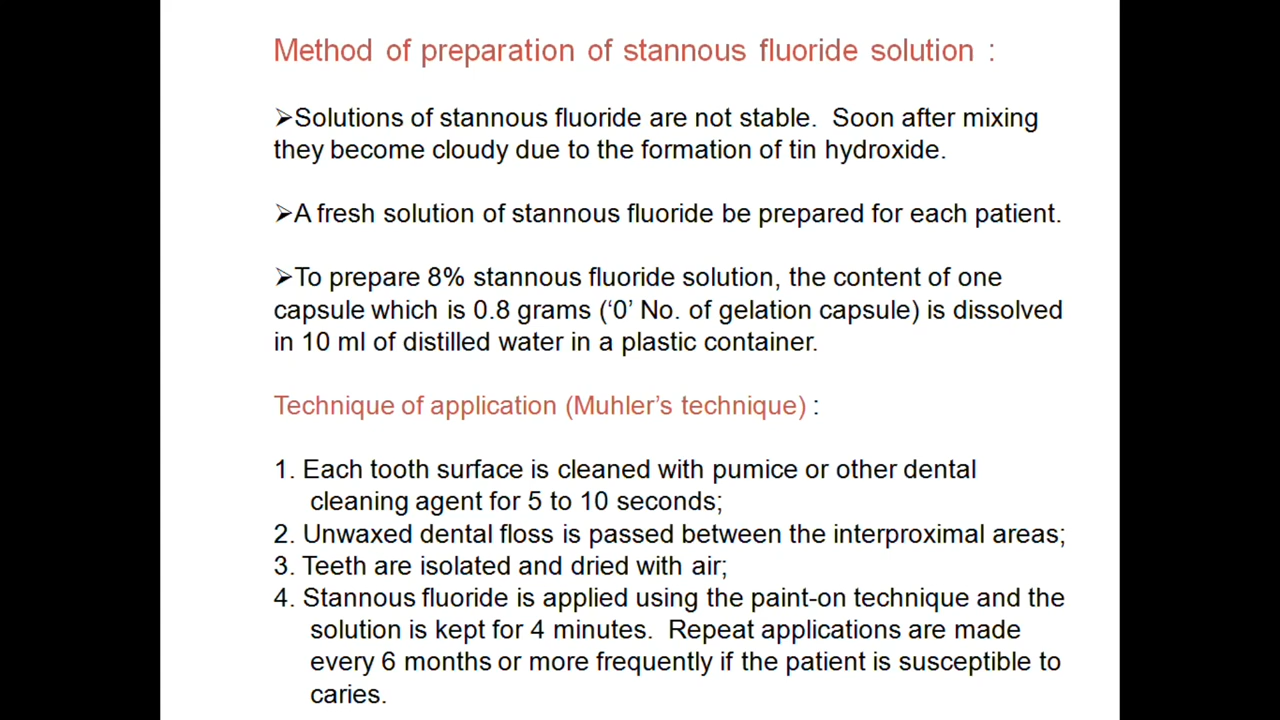 Method of preparation of stannous fluoride solution :
➢Solutions of stannous fluoride are not stable. Soon after mixing
they become cloudy due to the formation of tin hydroxide.
➢A fresh solution of stannous fluoride be prepared for each patient.
➢To prepare 8% stannous fluoride solution, the content of one
capsule which is 0.8 grams (‘0’ No. of gelation capsule) is dissolved
in 10 ml of distilled water in a plastic container.
Technique of application (Muhler’s technique) :
1. Each tooth surface is cleaned with pumice or other dental
cleaning agent for 5 to 10 seconds;
2. Unwaxed dental floss is passed between the interproximal areas;
3. Teeth are isolated and dried with air;
4. Stannous fluoride is applied using the paint-on technique and the
solution is kept for 4 minutes. Repeat applications are made
every 6 months or more frequently if the patient is susceptible to
caries.